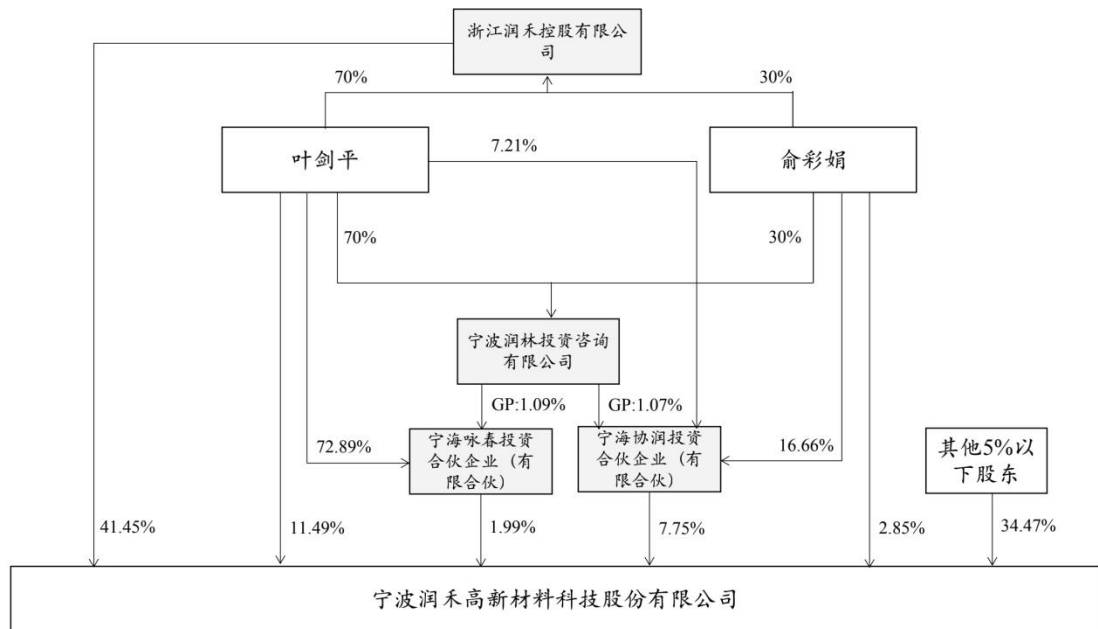 浙江润禾控股有限公
司
70%
30%
叶剑平
7.21%
俞彩娟
70%
30%
宁波润林投资咨询
有限公司
GP:1.09%
GP:1.07%
72.89%
宁海咏春投资
合伙企业（有
限合伙）
宁海协润投资
合伙企业（有
限合伙）
16.66%
其他5%以
下股东
41.45%
11.49%
1.99%
7.75%
2.85%
34.47%
宁波润禾高新材料科技股份有限公司